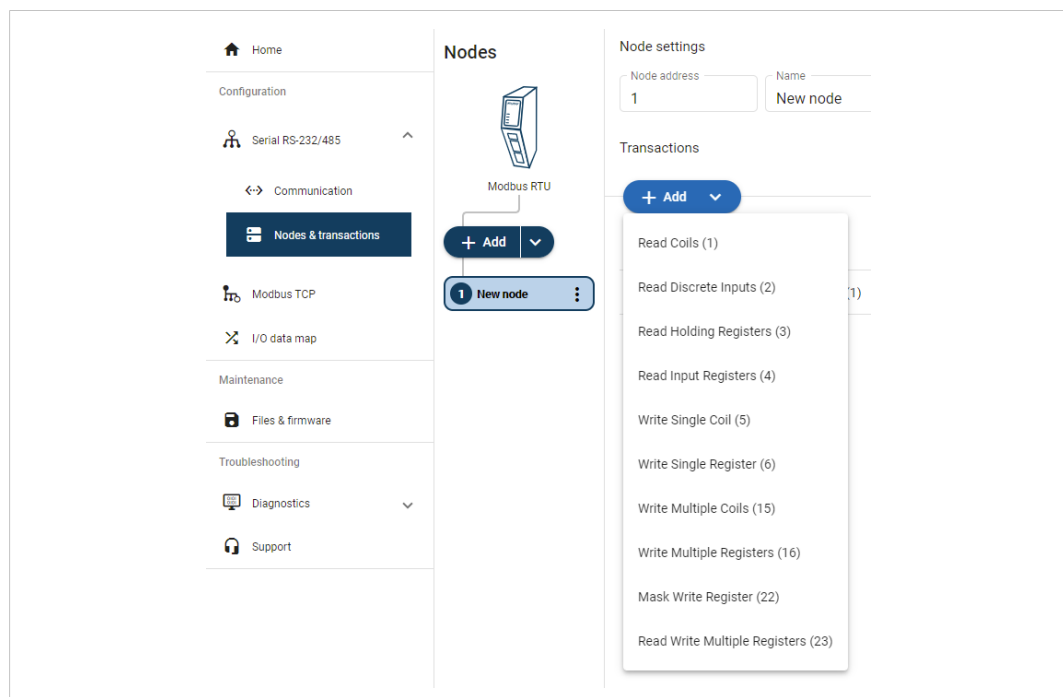 Home
Configuration
Serial RS-232/485
Communication
Nodes & transactions
Modbus TCP
I/O data map
Maintenance
Files & firmware
Troubleshooting
Diagnostics
Support
Nodes
Modbus RTU
+ Add
1 New node
Node settings
Node address
1
Name
New node
Transactions
+ Add
Read Coils (1)
Read Discrete Inputs (2)
(1)
Read Holding Registers (3)
Read Input Registers (4)
Write Single Coil (5)
Write Single Register (6)
Write Multiple Coils (15)
Write Multiple Registers (16)
Mask Write Register (22)
Read Write Multiple Registers (23)